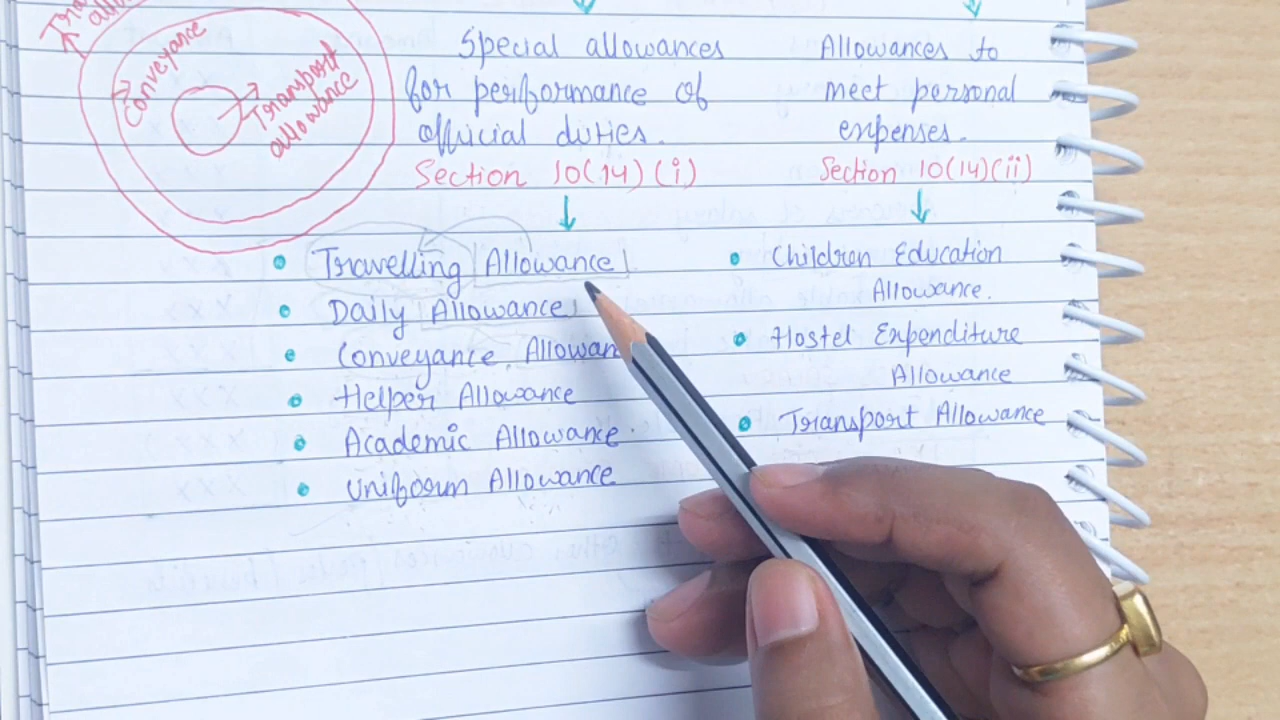 Conveyance
Transport
allowance
Special allowances
for performance of
official duties.
Section 10(14)(i)
• Travelling Allowance
• Daily Allowance
• Conveyance Allowan
• Helper Allowance
• Academic Allowance
• Uniform Allowance
Allowances to
meet personal
expenses.
Section 10(14)(ii)
• Children Education
Allowance.
• Hostel Expenditure
Allowance
• Transport Allowance